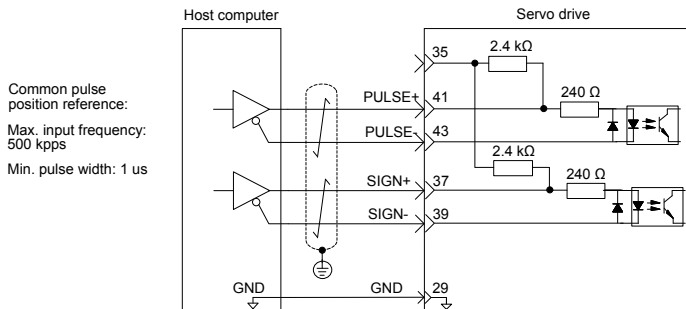 Host computer
Servo drive
Common pulse
position reference:
Max. input frequency:
500 kpps
Min. pulse width: 1 us
35
2.4 kΩ
PULSE+
41
240 Ω
PULSE-
43
2.4 kΩ
SIGN+
37
240 Ω
SIGN-
39
GND
GND
29